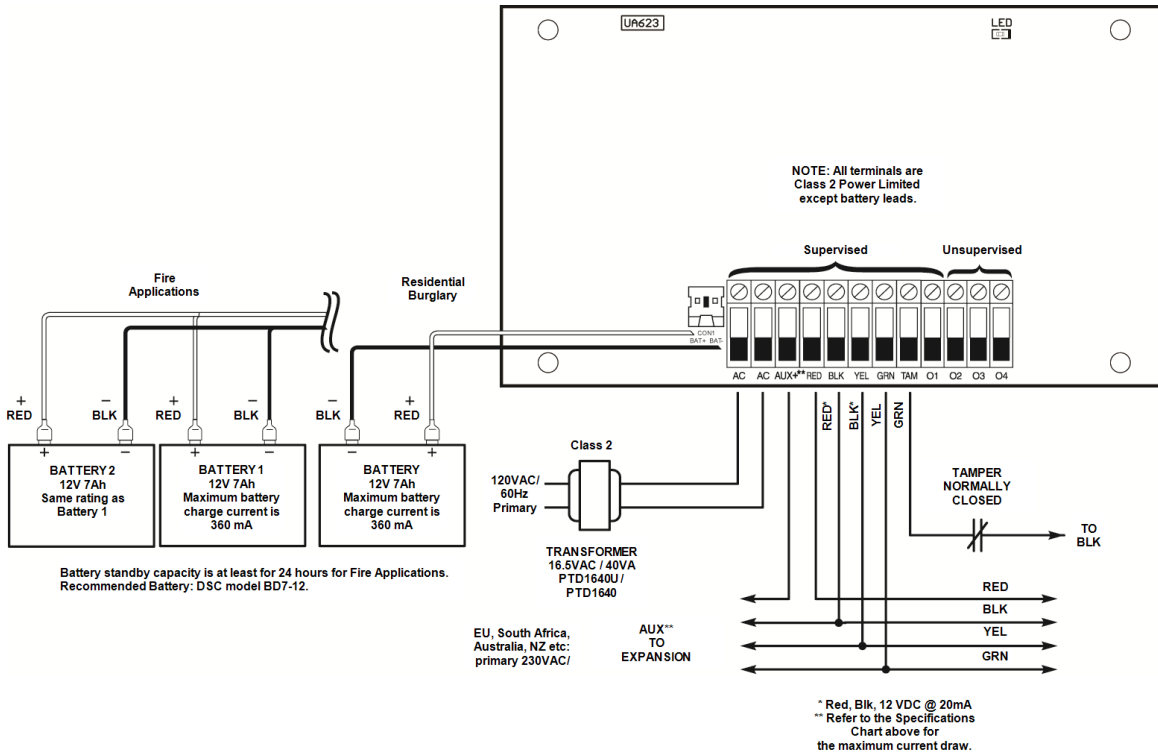 UA623
LED
NOTE: All terminals are
Class 2 Power Limited
except battery leads.
Supervised
Unsupervised
Fire
Applications
Residential
Burglary
CON1
BAT+ BAT-
AC AC AUX+** RED BLK YEL GRN TAM O1 O2 O3 O4
+ RED
− BLK
+ RED
− BLK
− BLK
+ RED
+ −
BATTERY 2
12V 7Ah
Same rating as
Battery 1
+ −
BATTERY 1
12V 7Ah
Maximum battery
charge current is
360 mA
− +
BATTERY
12V 7Ah
Maximum battery
charge current is
360 mA
Battery standby capacity is at least for 24 hours for Fire Applications.
Recommended Battery: DSC model BD7-12.
RED*
BLK*
YEL
GRN
Class 2
120VAC/
60Hz
Primary
TRANSFORMER
16.5VAC / 40VA
PTD1640U /
PTD1640
TAMPER
NORMALLY
CLOSED
TO
BLK
RED
BLK
YEL
GRN
EU, South Africa,
Australia, NZ etc:
primary 230VAC/
AUX**
TO
EXPANSION
* Red, Blk, 12 VDC @ 20mA
** Refer to the Specifications
Chart above for
the maximum current draw.